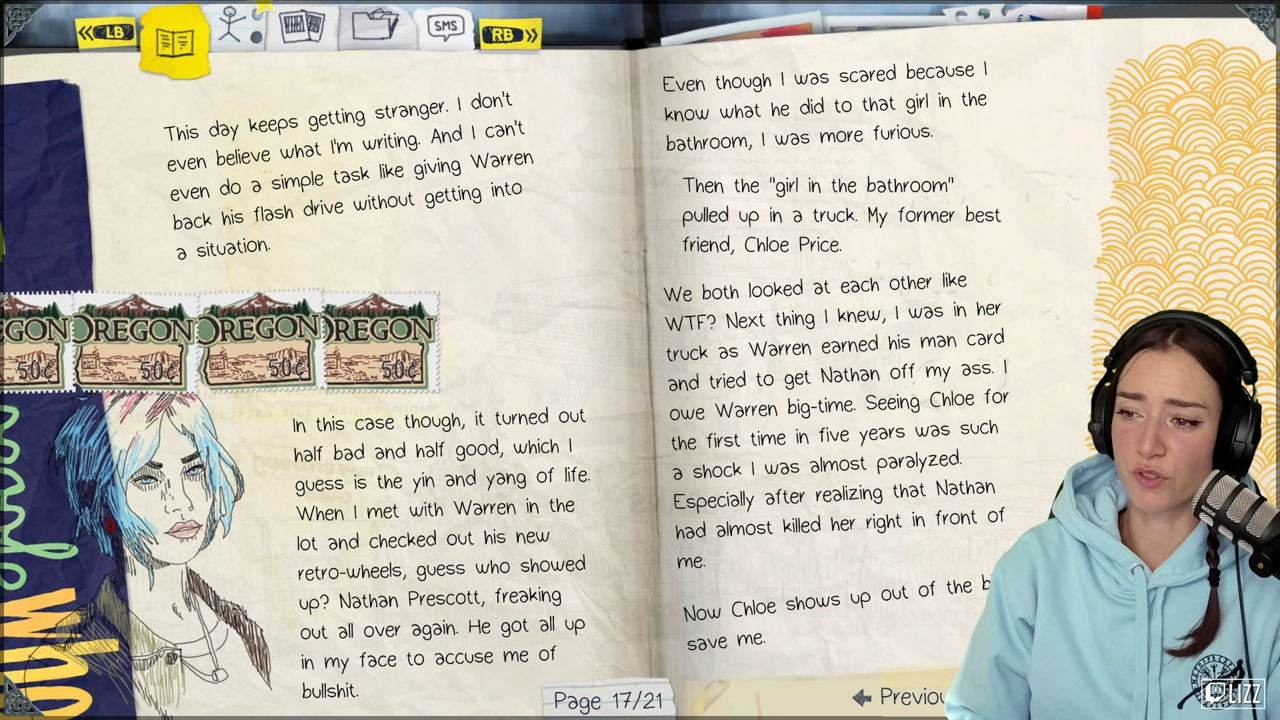 LB
SMS
RB
This day keeps getting stranger. I don't
even believe what I'm writing. And I can't
even do a simple task like giving Warren
back his flash drive without getting into
a situation.
EGON OREGON OREGON OREGON
50¢ 50¢ 50¢ 50¢
In this case though, it turned out
half bad and half good, which I
guess is the yin and yang of life.
When I met with Warren in the
lot and checked out his new
retro-wheels, guess who showed
up? Nathan Prescott, freaking
out all over again. He got all up
in my face to accuse me of
bullshit.
Who
Page 17/21
Even though I was scared because I
know what he did to that girl in the
bathroom, I was more furious.
Then the "girl in the bathroom"
pulled up in a truck. My former best
friend, Chloe Price.
We both looked at each other like
WTF? Next thing I knew, I was in her
truck as Warren earned his man card
and tried to get Nathan off my ass. I
owe Warren big-time. Seeing Chloe for
the first time in five years was such
a shock I was almost paralyzed.
Especially after realizing that Nathan
had almost killed her right in front of
me.
Now Chloe shows up out of the b
save me.
Previou
LIZZ